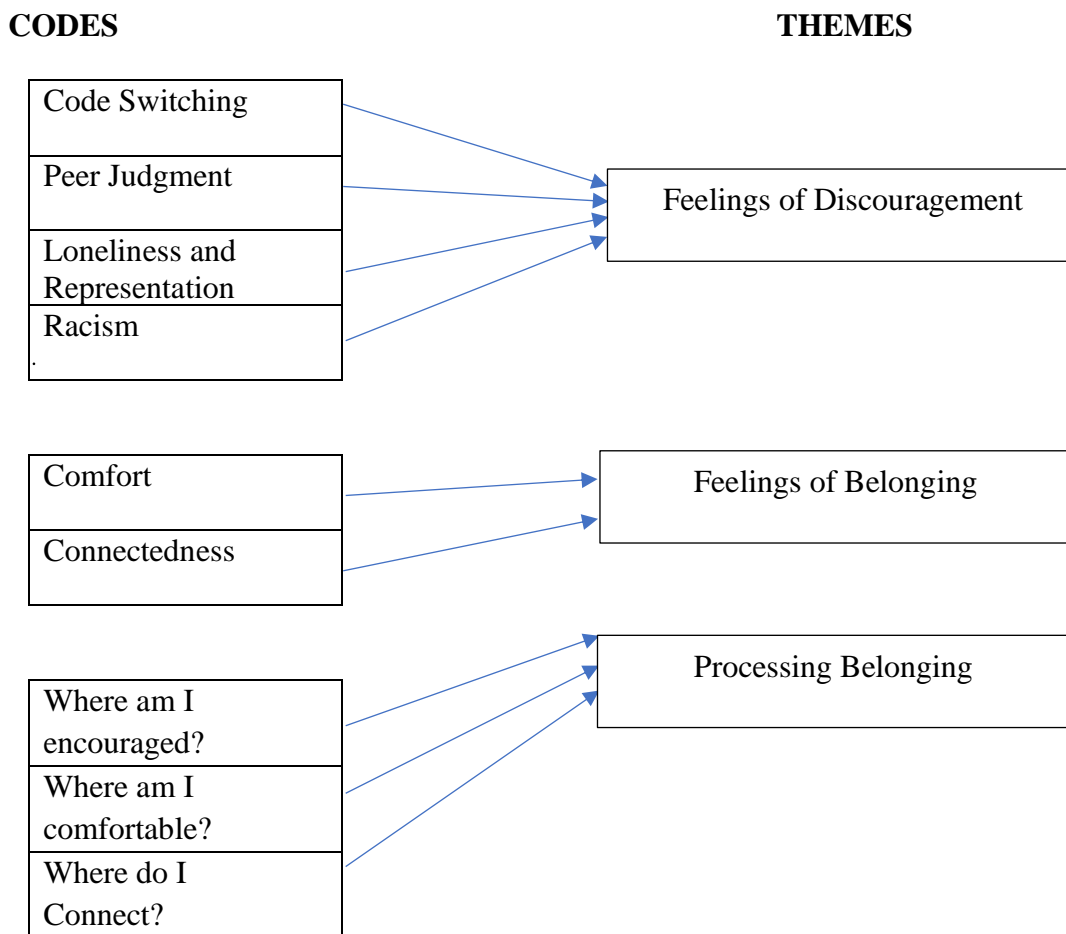 CODES
THEMES
Code Switching
Peer Judgment
Loneliness and
Representation
Racism
.
Feelings of Discouragement
Comfort
Connectedness
Feelings of Belonging
Where am I
encouraged?
Where am I
comfortable?
Where do I
Connect?
Processing Belonging